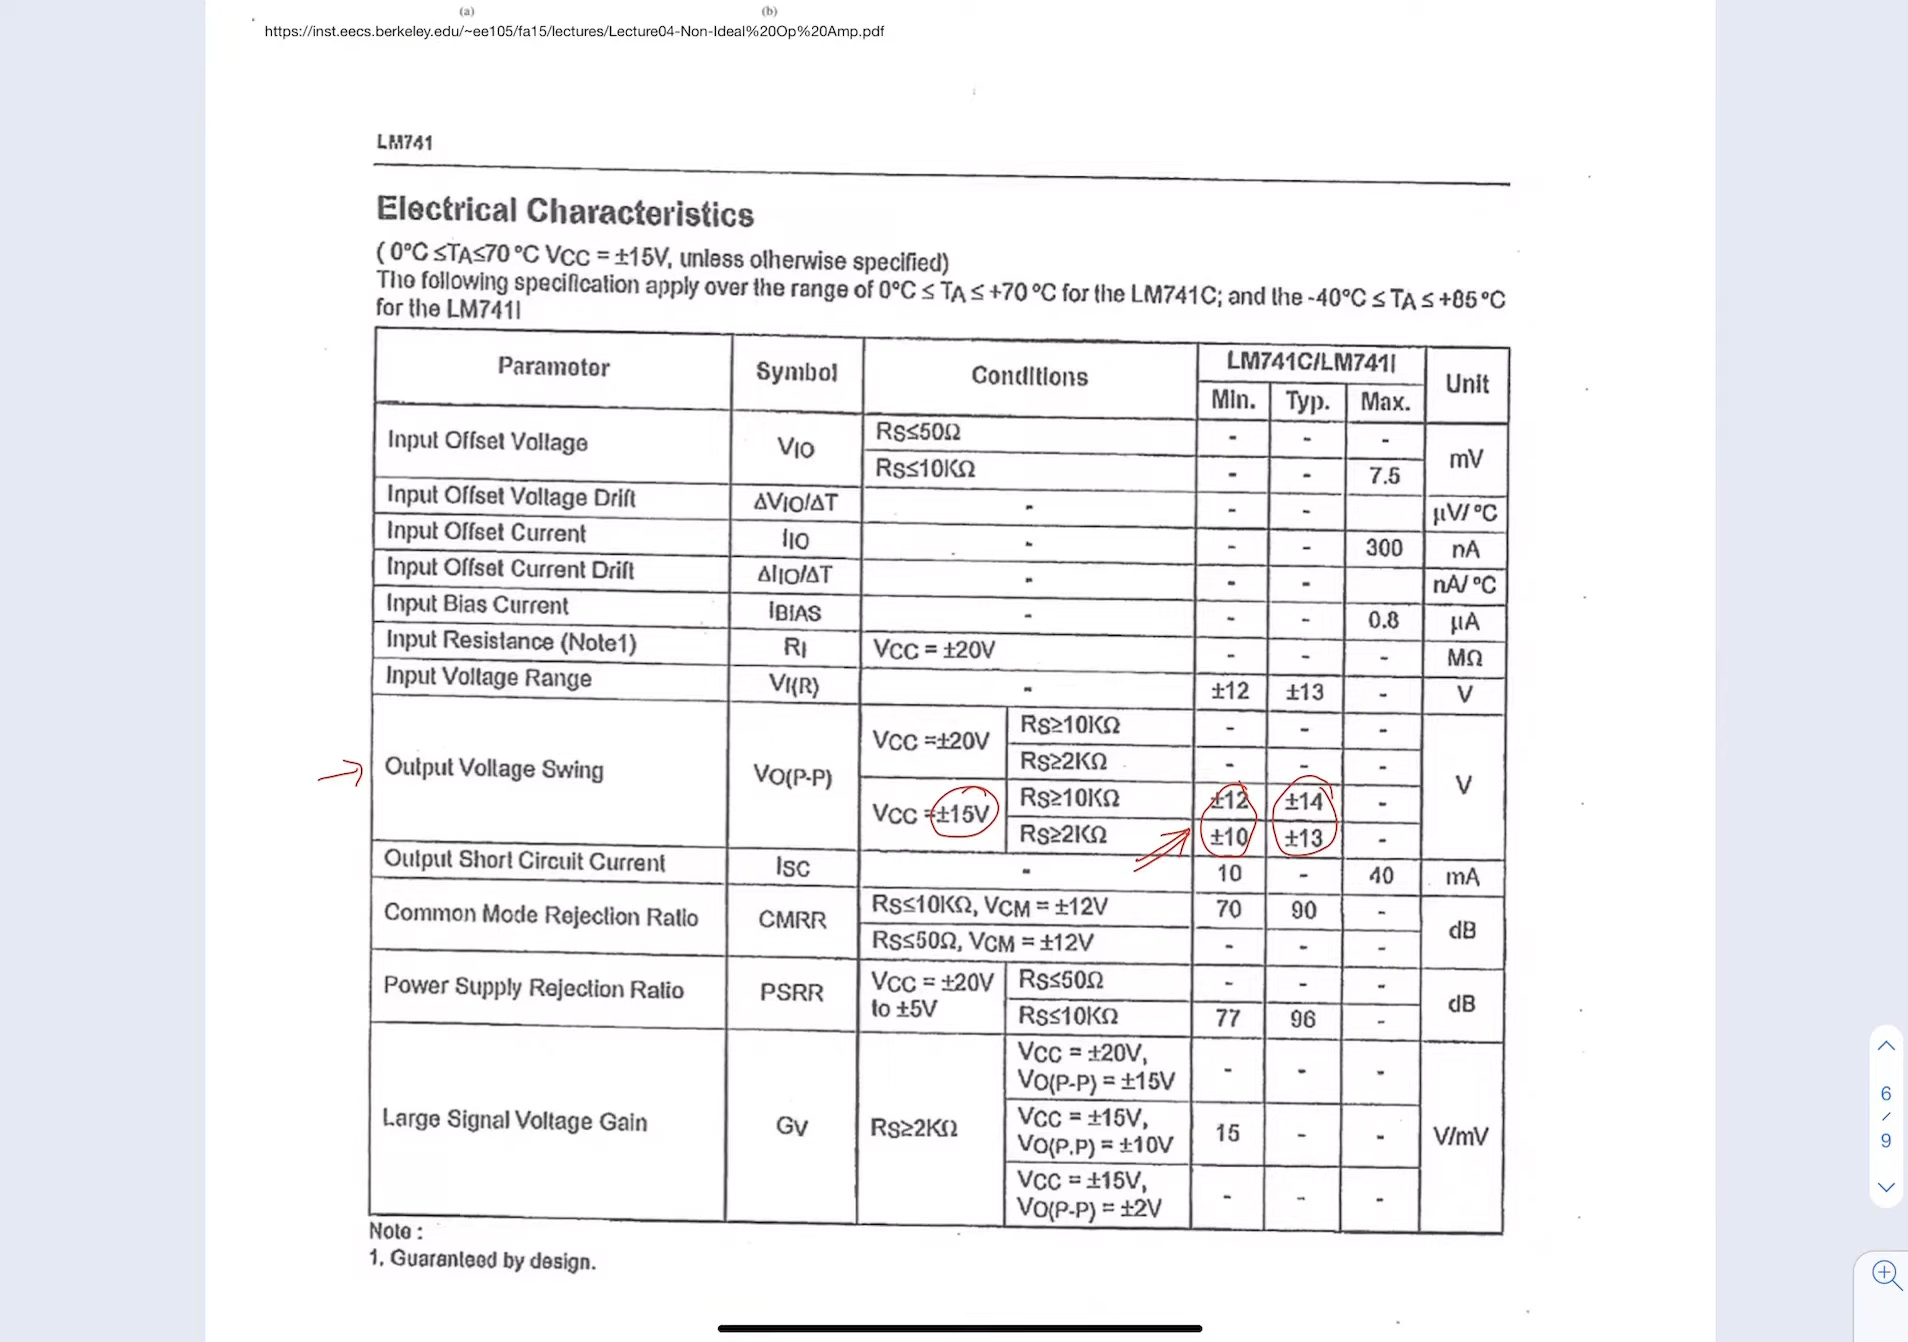 (a) (b)
https://inst.eecs.berkeley.edu/~ee105/fa15/lectures/Lecture04-Non-Ideal%20Op%20Amp.pdf
LM741
Electrical Characteristics
( 0°C ≤TA≤70 °C VCC = ±15V, unless otherwise specified)
The following specification apply over the range of 0°C ≤ TA ≤ +70 °C for the LM741C; and the -40°C ≤ TA ≤ +85 °C
for the LM741I
Parameter Symbol Conditions LM741C/LM741I Unit
Min. Typ. Max.
Input Offset Voltage VIO RS≤50Ω - - - mV
RS≤10KΩ - - 7.5
Input Offset Voltage Drift ΔVIO/ΔT - - - μV/ °C
Input Offset Current IIO - - - 300 nA
Input Offset Current Drift ΔIIO/ΔT - - - nA/ °C
Input Bias Current IBIAS - - - 0.8 μA
Input Resistance (Note1) RI VCC = ±20V - - - MΩ
Input Voltage Range VI(R) - ±12 ±13 - V
Output Voltage Swing VO(P-P) VCC =±20V RS≥10KΩ - - - V
RS≥2KΩ - - -
VCC =±15V RS≥10KΩ ±12 ±14 -
RS≥2KΩ ±10 ±13 -
Output Short Circuit Current ISC - 10 - 40 mA
Common Mode Rejection Ratio CMRR RS≤10KΩ, VCM = ±12V 70 90 - dB
RS≤50Ω, VCM = ±12V - - -
Power Supply Rejection Ratio PSRR VCC = ±20V RS≤50Ω - - - dB
to ±5V RS≤10KΩ 77 96 -
Large Signal Voltage Gain GV RS≥2KΩ VCC = ±20V, - - - V/mV
VO(P-P) = ±15V
VCC = ±15V, 15 - -
VO(P.P) = ±10V
VCC = ±15V, - - -
VO(P-P) = ±2V
Note :
1. Guaranteed by design.
6
/
9